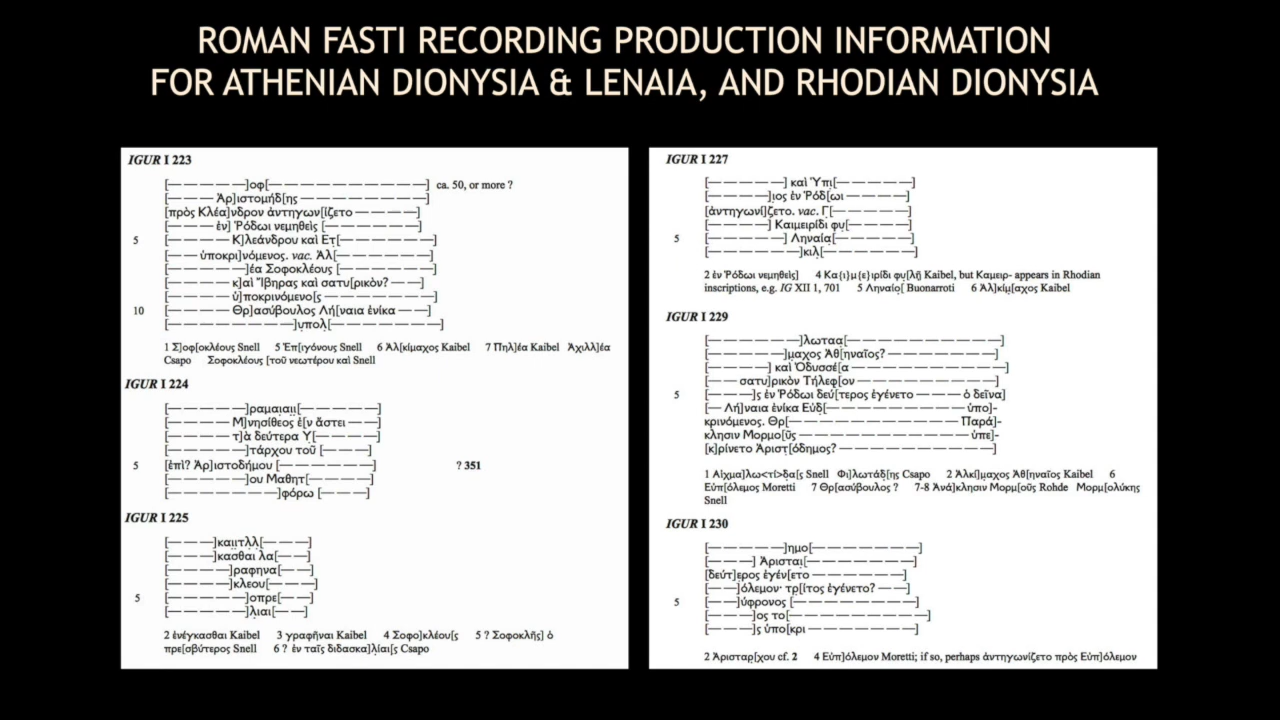 ROMAN FASTI RECORDING PRODUCTION INFORMATION
FOR ATHENIAN DIONYSIA & LENAIA, AND RHODIAN DIONYSIA
IGUR I 223
[— — — — —]οφ[— — — — — — — — — —] ca. 50, or more ?
[— — — Ἀρ]ιστομήδ[ης — — — — — — — —]
[πρὸς Κλέα]νδρον ἀντηγων[ίζετο — — — —]
[— — — ἐν] Ῥόδωι νεμηθεὶς [— — — — — —]
5 [— — — — Κ]λεάνδρου καὶ Ετ̣[— — — — — —]
[— — ὑποκρι]νόμενος. vac. Ἀλ[— — — — —]
[— — — — —]έα Σοφοκλέους [— — — — — —]
[— — — — κ]αὶ Ἴβηρας καὶ σατυ[ρικὸν? — — —]
[— — — — ὑ]ποκρινόμενο[ς — — — — — — —]
10 [— — — — Θρ]ασύβουλος Λή[ναια ἐνίκα — —]
[— — — — — — — —]υπολ[— — — — — — —]
1 Σ]οφ[οκλέους Snell 5 Ἐπ[ιγόνους Snell 6 Ἀλ[κίμαχος Kaibel 7 Πηλ]έα Kaibel Ἀχιλλ]έα
Csapo Σοφοκλέους [τοῦ νεωτέρου καὶ Snell
IGUR I 224
[— — — — —]ραμαιαιι[— — — — —]
[— — — — Μ]νησίθεος ἐ[ν ἄστει — —]
[— — — — τ]ὰ δεύτερα Υ̣[— — — —]
[— — — — —]τάρχου τοῦ [— — — —]
5 [ἐπὶ? Ἀρ]ιστοδήμου [— — — — — —] ? 351
[— — — — —]ου Μαθητ[— — — —]
[— — — — — — —]φόρω [— — —]
IGUR I 225
[— — — —]καιιτλλ[— — —]
[— — — —]κασθαι λα[— —]
[— — — — —]ραφηνα[— —]
[— — — — —]κλεου[— — —]
5 [— — — — —]οπρε[— — —]
[— — — — —]λιαι[— —]
2 ἐνέγκασθαι Kaibel 3 γραφῆναι Kaibel 4 Σοφο]κλέου[ς 5 ? Σοφοκλῆς] ὁ
πρε[σβύτερος Snell 6 ? ἐν ταῖς διδασκα]λίαι[ς Csapo
IGUR I 227
[— — — — — —] καὶ Ὑπι̣[— — — — —]
[— — — — —]ιος ἐν Ῥόδ[ωι — — — — —]
[ἀντηγωνί]ζετο. vac. Γ̣[— — — — —]
[— — — — —] Καιμειρίδι φυ[— — — —]
5 [— — — — — —] Ληναία̣[— — — — —]
[— — — — — — —]κιλ̣[— — — — — —]
2 ἐν Ῥόδωι νεμηθεὶς] 4 Κα{ι}μ{ε}ιρίδι φυ[λῇ Kaibel, but Καμειρ- appears in Rhodian
inscriptions, e.g. IG XII 1, 701 5 Ληναίο[ Buonarroti 6 Ἀλ]κίμ[αχος Kaibel
IGUR I 229
[— — — — — — —]λωταα[— — — — — — — — —]
[— — — — — —]μαχος Ἀθ[ηναῖος? — — — — — —]
[— — — — —] καὶ Ὀδυσσέ[α — — — — — — — — —]
[— — σατυ]ρικὸν Τήλεφ[ον — — — — — — — —]
5 [— — — —]ς ἐν Ῥόδωι δεύ[τερος ἐγένετο — — — ὁ δεῖνα]
[— Λή]ναια ἐνίκα Εὐδ[— — — — — — — — ὑπο]-
κρινόμενος. Θρ[— — — — — — — — — — Παρά]-
κλησιν Μορμο[ῦς — — — — — — — — — — ὑπε]-
[κ]ρίνετο Ἀριστ[όδημος? — — — — — — — — —]
1 Αἰχμα]λω<τί>δα[ς Snell Φι]λωτάδ[ης Csapo 2 Ἀλκί]μαχος Ἀθ[ηναῖος Kaibel 6
Εὐπ[όλεμος Moretti 7 Θρ[ασύβουλος ? 7-8 Ἀνά]κλησιν Μορμ[οῦς Rohde Μορμ[ολύκης
Snell
IGUR I 230
[— — — — — —]ημο[— — — — — — —]
[— — — —] Ἀρισται̣[— — — — — — —]
[δεύτ]ερος ἐγέν[ετο — — — — — —]
[— — — —]όλεμον· τρ[ίτος ἐγένετο? — — —]
5 [— — —]ύφρονος [— — — — — — — —]
[— — — — —]ος το[— — — — — — — —]
[— — — — —]ς ὑπο[κρι — — — — — —]
2 Ἀρισταρ[χου cf. 2 4 Εὐπ]όλεμον Moretti; if so, perhaps ἀντηγωνίζετο πρὸς Εὐπ]όλεμον